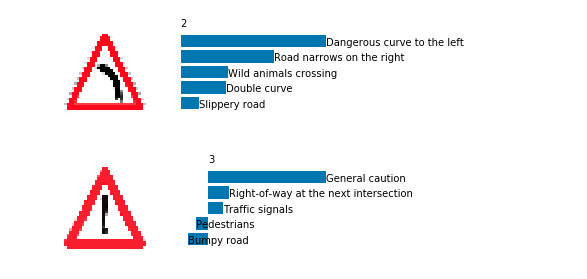 2
Dangerous curve to the left
Road narrows on the right
Wild animals crossing
Double curve
Slippery road
3
General caution
Right-of-way at the next intersection
Traffic signals
Pedestrians
Bumpy road